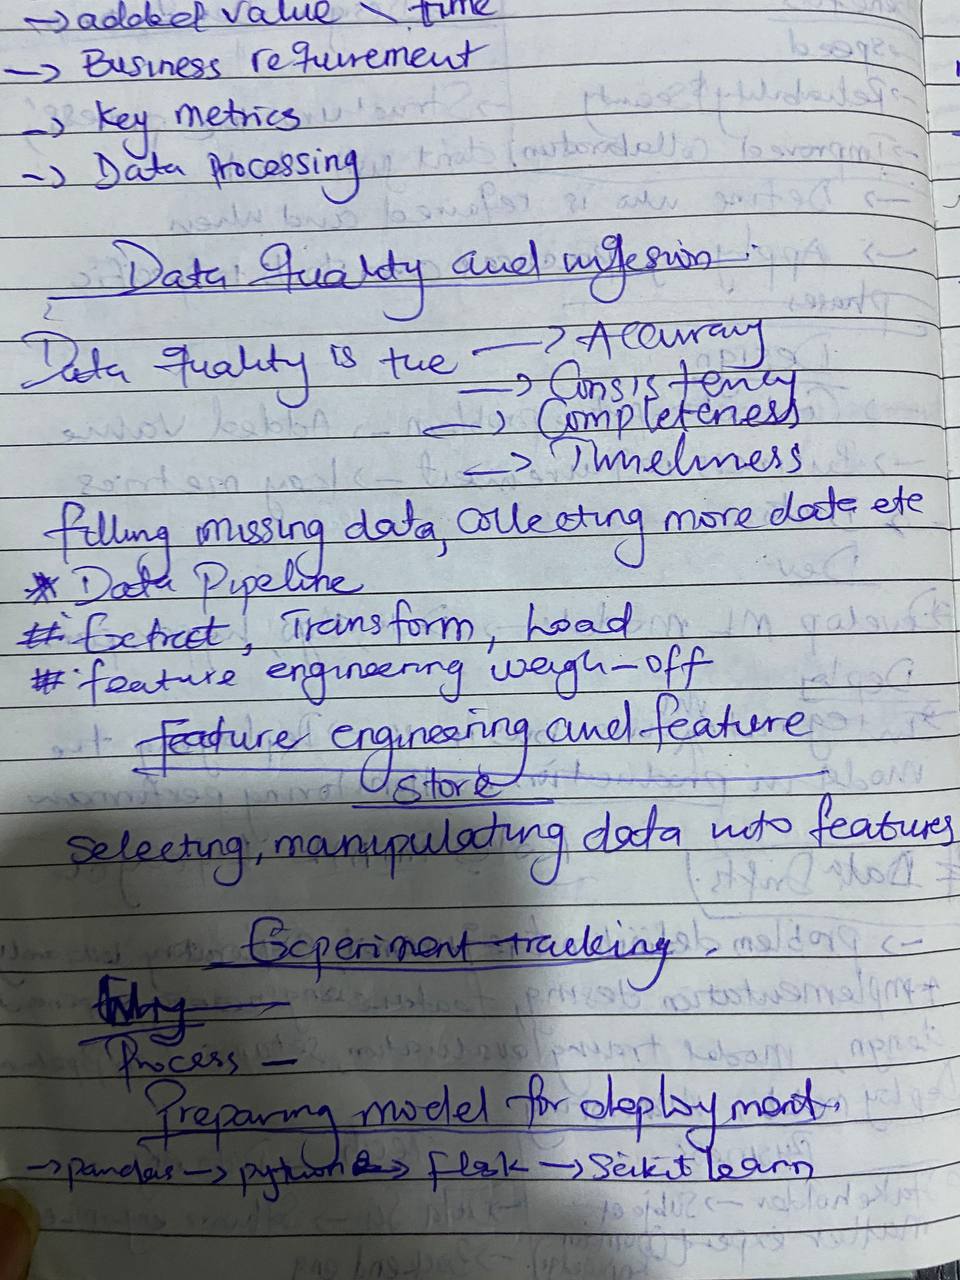 → added value \ time
→ Business requirement
→ Key metrics
→ Data Processing
Data Quality and ingesion :
Data Quality is the → Accuracy
→ Consistency
→ Completeness
→ Timeliness
filling missing data, collecting more data etc
* Data Pipeline
# Extract, Transform, Load
# feature engineering weigh-off
Feature engineering and feature
store
Selecting, manipulating data into features
Experiment tracking
Why —
Process —
Preparing model for deployment
→ pandas → python → flask → Scikit learn